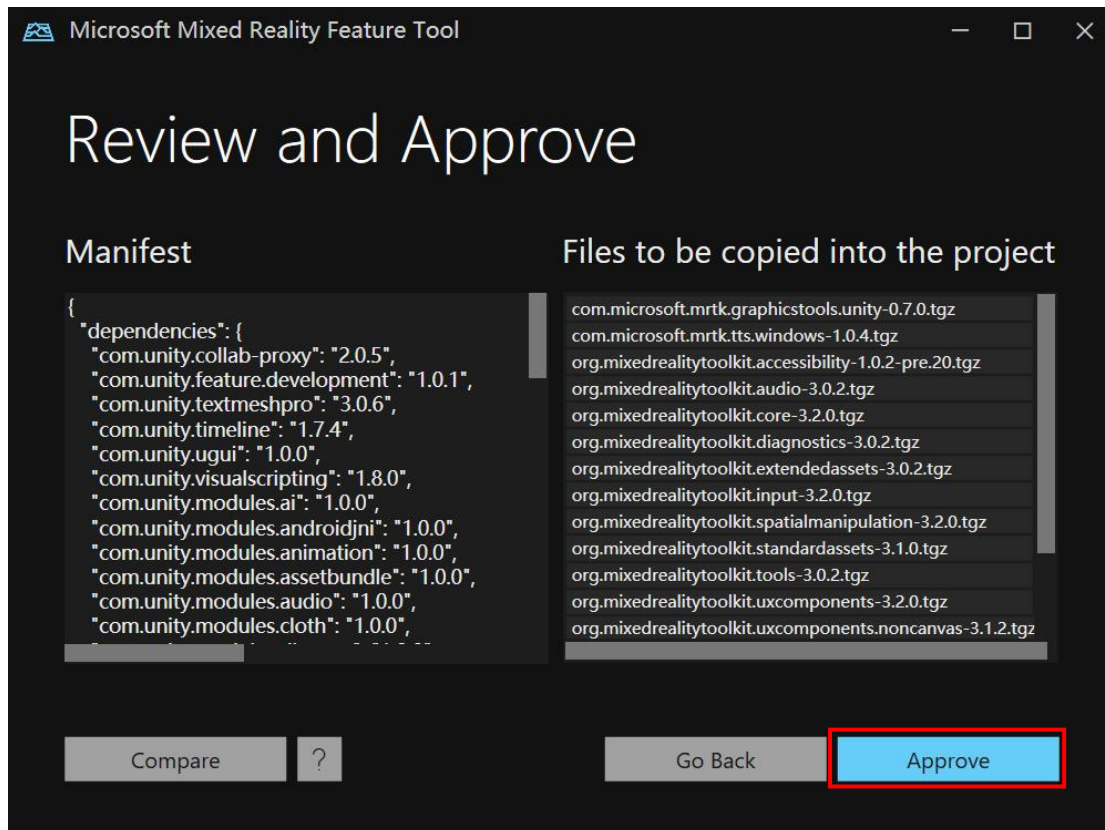 Microsoft Mixed Reality Feature Tool
Review and Approve
Manifest
{
"dependencies": {
"com.unity.collab-proxy": "2.0.5",
"com.unity.feature.development": "1.0.1",
"com.unity.textmeshpro": "3.0.6",
"com.unity.timeline": "1.7.4",
"com.unity.ugui": "1.0.0",
"com.unity.visualscripting": "1.8.0",
"com.unity.modules.ai": "1.0.0",
"com.unity.modules.androidjni": "1.0.0",
"com.unity.modules.animation": "1.0.0",
"com.unity.modules.assetbundle": "1.0.0",
"com.unity.modules.audio": "1.0.0",
"com.unity.modules.cloth": "1.0.0",
Files to be copied into the project
com.microsoft.mrtk.graphicstools.unity-0.7.0.tgz
com.microsoft.mrtk.tts.windows-1.0.4.tgz
org.mixedrealitytoolkit.accessibility-1.0.2-pre.20.tgz
org.mixedrealitytoolkit.audio-3.0.2.tgz
org.mixedrealitytoolkit.core-3.2.0.tgz
org.mixedrealitytoolkit.diagnostics-3.0.2.tgz
org.mixedrealitytoolkit.extendedassets-3.0.2.tgz
org.mixedrealitytoolkit.input-3.2.0.tgz
org.mixedrealitytoolkit.spatialmanipulation-3.2.0.tgz
org.mixedrealitytoolkit.standardassets-3.1.0.tgz
org.mixedrealitytoolkit.tools-3.0.2.tgz
org.mixedrealitytoolkit.uxcomponents-3.2.0.tgz
org.mixedrealitytoolkit.uxcomponents.noncanvas-3.1.2.tgz
Compare
?
Go Back
Approve